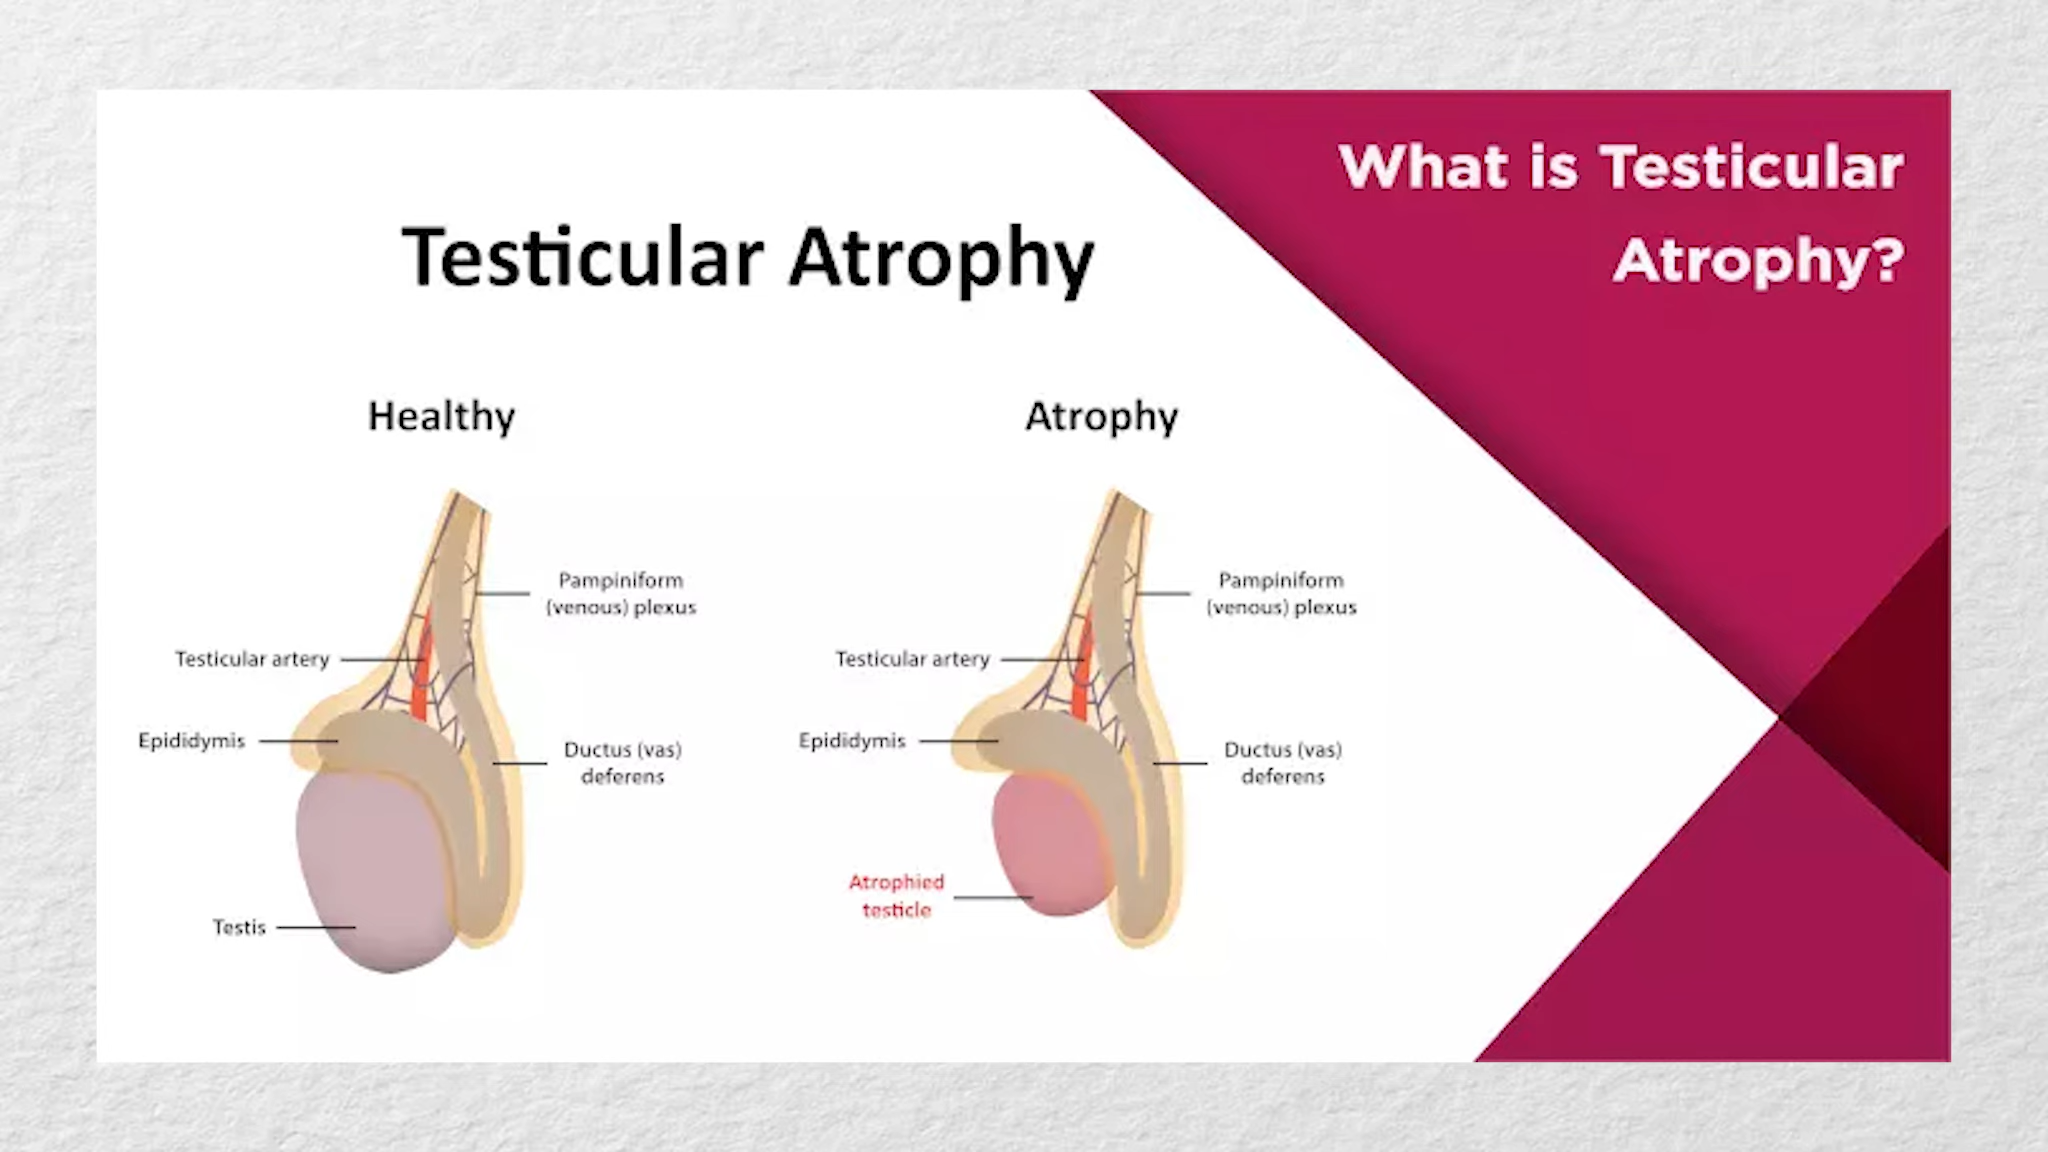 What is Testicular
Atrophy?
Testicular Atrophy
Healthy
Pampiniform
(venous) plexus
Testicular artery
Epididymis
Ductus (vas)
deferens
Testis
Atrophy
Pampiniform
(venous) plexus
Testicular artery
Epididymis
Ductus (vas)
deferens
Atrophied
testicle